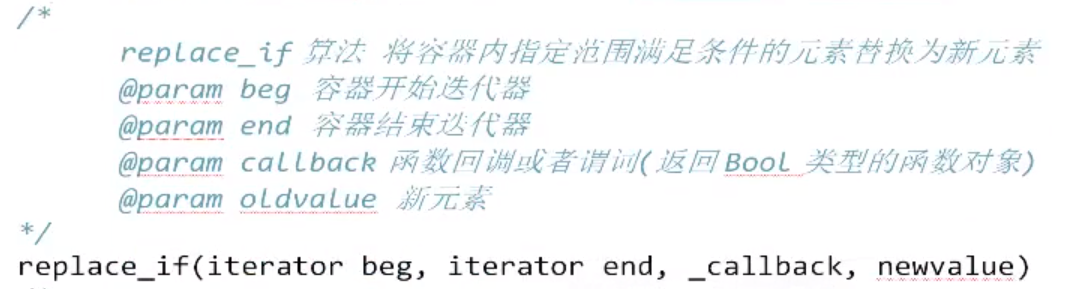 /*
replace_if 算法 将容器内指定范围满足条件的元素替换为新元素
@param beg 容器开始迭代器
@param end 容器结束迭代器
@param callback 函数回调或者谓词(返回Bool 类型的函数对象)
@param oldvalue 新元素
*/
replace_if(iterator beg, iterator end, _callback, newvalue)